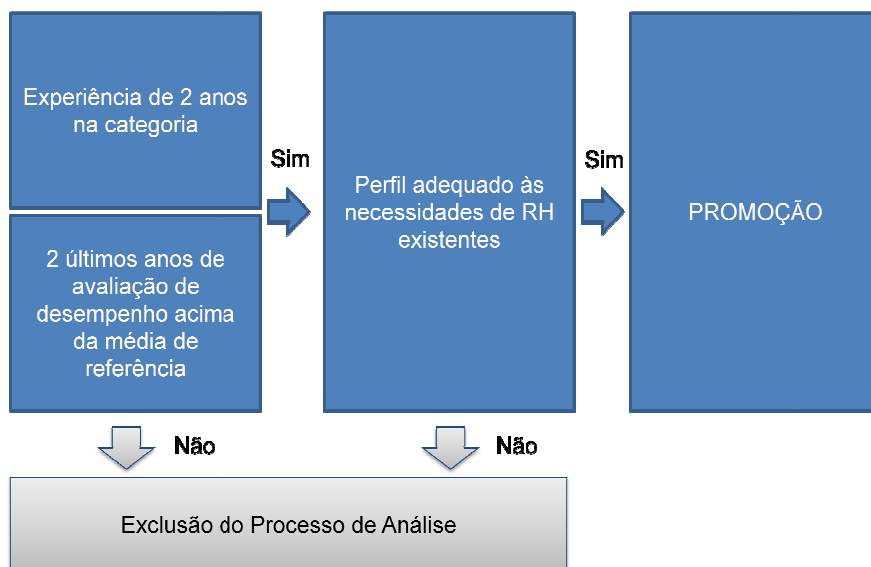 Experiência de 2 anos
na categoria
2 últimos anos de
avaliação de
desempenho acima
da média de
referência
Sim
Perfil adequado às
necessidades de RH
existentes
Sim
PROMOÇÃO
Não
Não
Exclusão do Processo de Análise